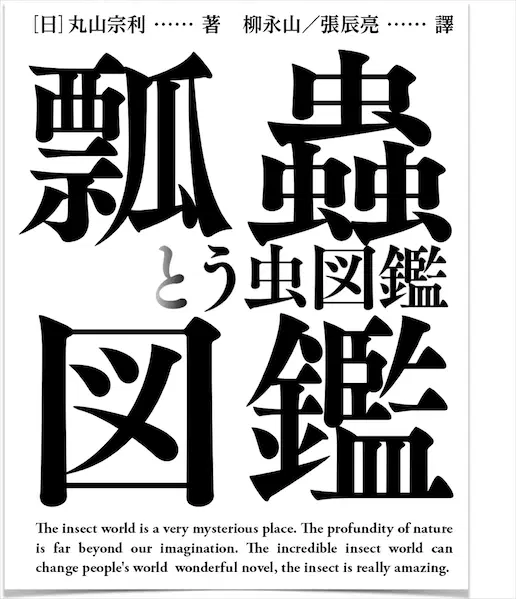 [日]丸山宗利 …… 著 柳永山／張辰亮 …… 譯
瓢蟲
とう虫図鑑
図鑑
The insect world is a very mysterious place. The profundity of nature
is far beyond our imagination. The incredible insect world can
change people's world wonderful novel, the insect is really amazing.